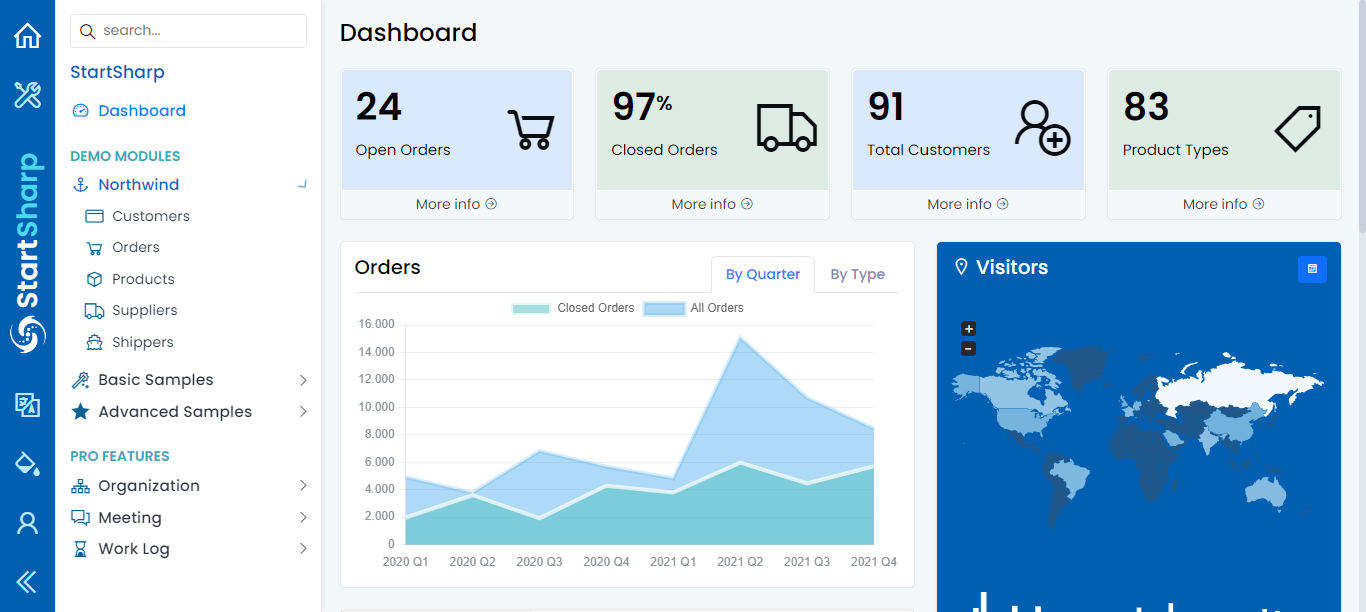 search...
StartSharp
Dashboard
DEMO MODULES
Northwind
Customers
Orders
Products
Suppliers
Shippers
Basic Samples
Advanced Samples
PRO FEATURES
Organization
Meeting
Work Log
StartSharp
Dashboard
24
Open Orders
More info
97%
Closed Orders
More info
91
Total Customers
More info
83
Product Types
More info
Orders
By Quarter
By Type
Closed Orders
All Orders
16.000
14.000
12.000
10.000
8.000
6.000
4.000
2.000
0
2020 Q1
2020 Q2
2020 Q3
2020 Q4
2021 Q1
2021 Q2
2021 Q3
2021 Q4
Visitors
+
−